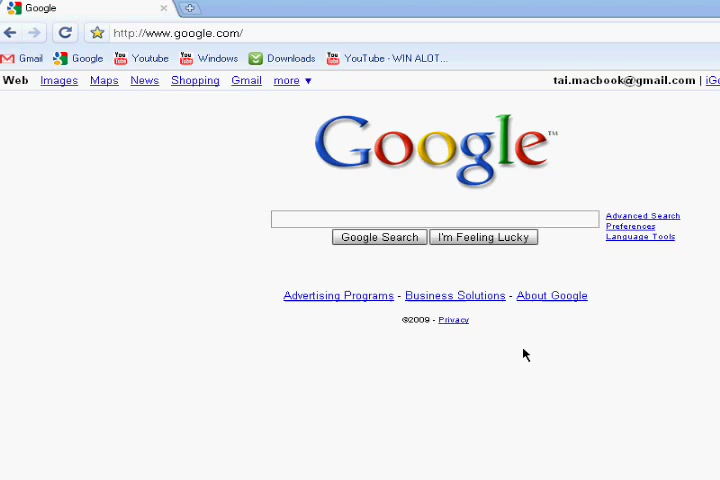 Google
http://www.google.com/
Gmail Google Youtube Windows Downloads YouTube - WIN ALOT...
Web Images Maps News Shopping Gmail more ▼ tai.macbook@gmail.com | iGo
Google™
Advanced Search
Preferences
Language Tools
Google Search I'm Feeling Lucky
Advertising Programs - Business Solutions - About Google
©2009 - Privacy